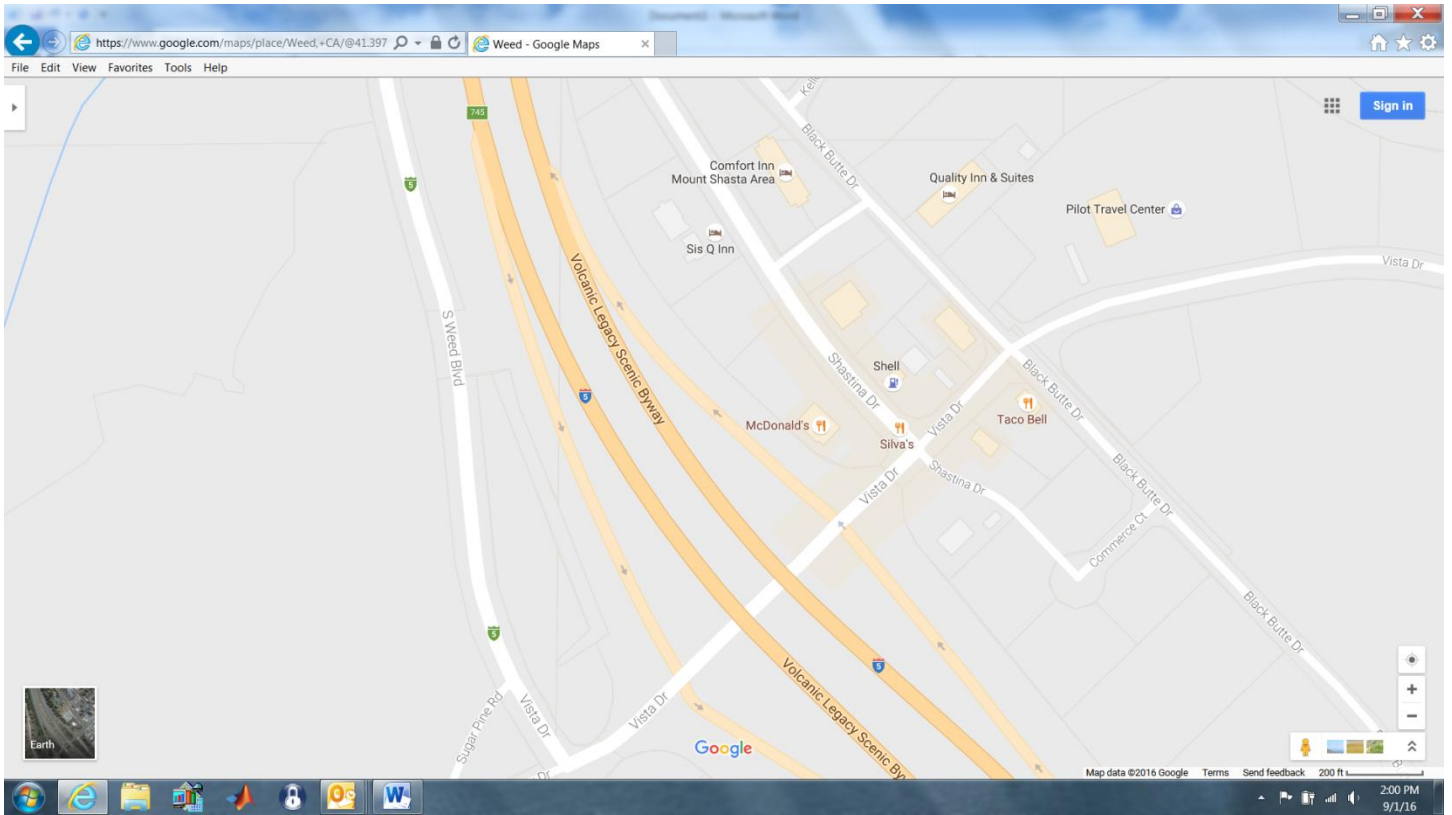 Document2 - Microsoft Word
https://www.google.com/maps/place/Weed,+CA/@41.397
Weed - Google Maps
File Edit View Favorites Tools Help
Sign in
745
5
S Weed Blvd
5
Volcanic Legacy Scenic Byway
5
Comfort Inn
Mount Shasta Area
Sis Q Inn
Black Butte Dr
Quality Inn & Suites
Pilot Travel Center
Vista Dr
Shastina Dr
Shell
McDonald's
Silva's
Vista Dr
Taco Bell
Black Butte Dr
Vista Dr
Shastina Dr
Black Butte Dr
Commerce Ct
Black Butte Dr
5
Volcanic Legacy Scenic By
Vista Dr
Sugar Pine Rd
Vista Dr
Earth
Google
Map data ©2016 Google Terms Send feedback 200 ft
2:00 PM
9/1/16